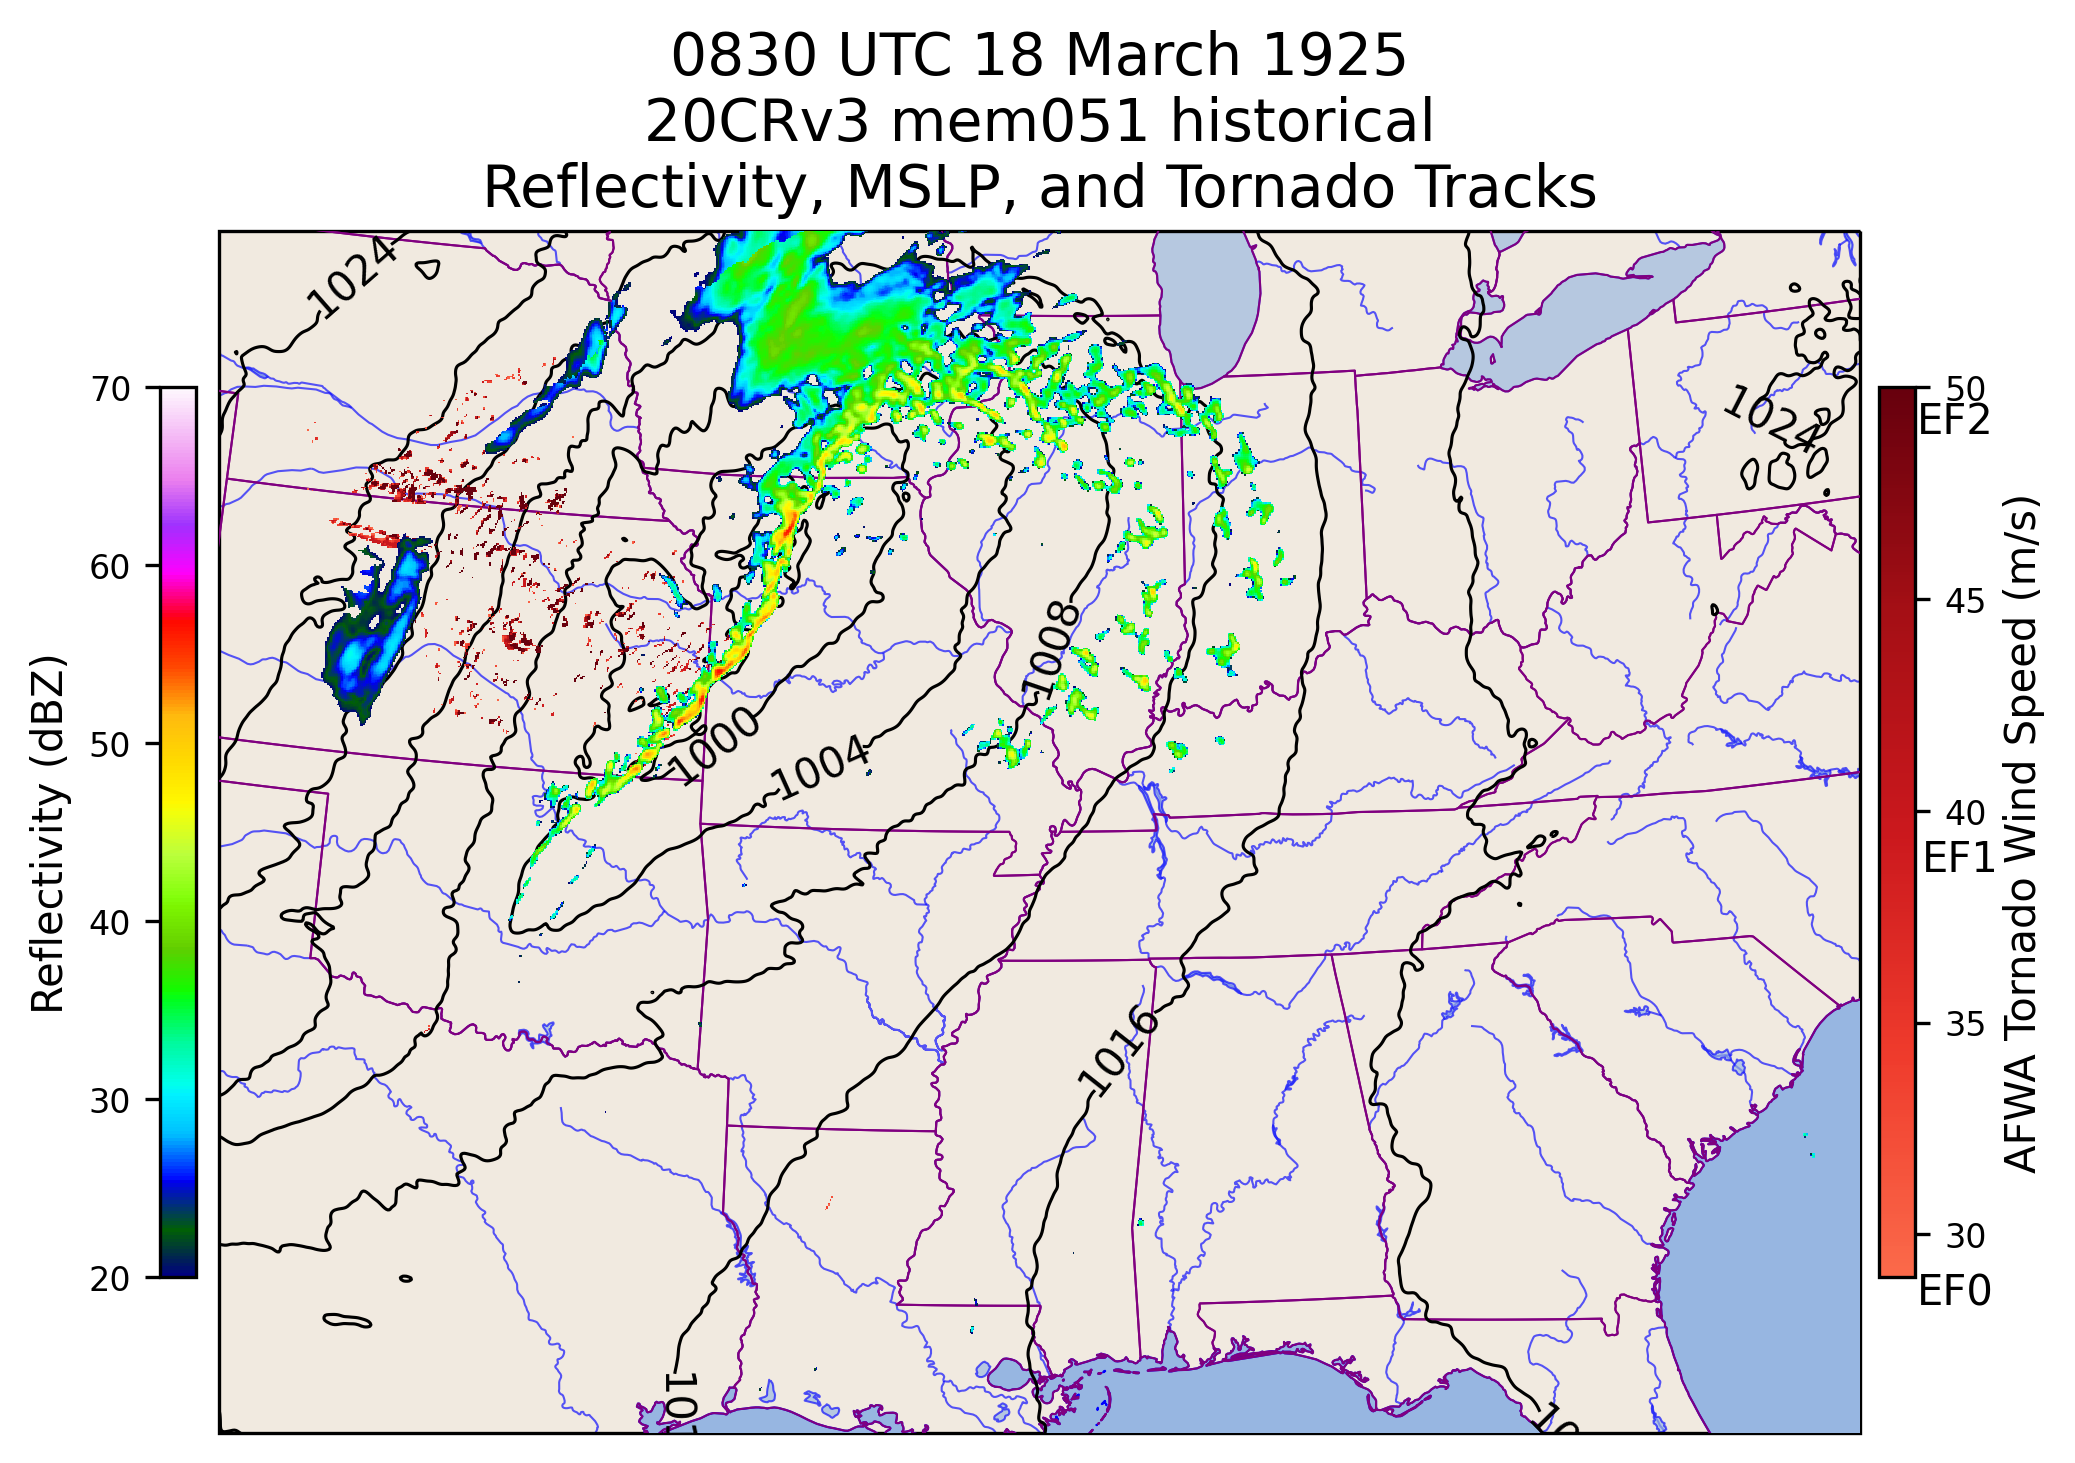 0830 UTC 18 March 1925
20CRv3 mem051 historical
Reflectivity, MSLP, and Tornado Tracks
1024
1024
1008
1000
1004
1016
10
10
70
60
50
40
30
20
Reflectivity (dBZ)
50
EF2
45
40
EF1
35
30
EF0
AFWA Tornado Wind Speed (m/s)